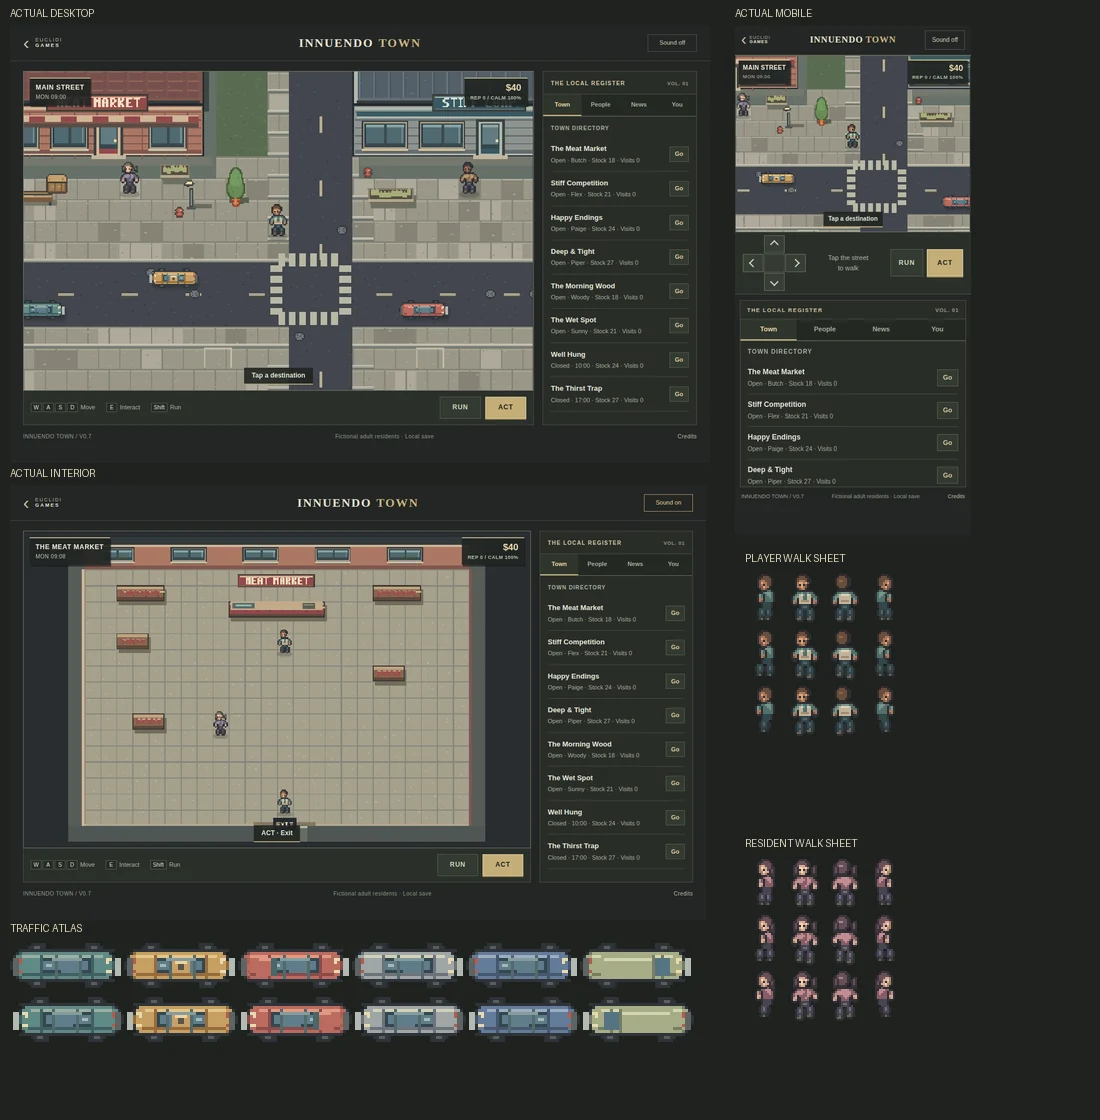 ACTUAL DESKTOP
EUCLIDI
GAMES
INNUENDO TOWN
Sound off
MAIN STREET
MON 09:00
MARKET
$40
REP 0 / CALM 100%
THE LOCAL REGISTER
VOL. 01
Town People News You
TOWN DIRECTORY
The Meat Market
Open · Butch · Stock 18 · Visits 0
Go
Stiff Competition
Open · Flex · Stock 21 · Visits 0
Go
Happy Endings
Open · Paige · Stock 24 · Visits 0
Go
Deep & Tight
Open · Piper · Stock 27 · Visits 0
Go
The Morning Wood
Open · Woody · Stock 18 · Visits 0
Go
The Wet Spot
Open · Sunny · Stock 21 · Visits 0
Go
Well Hung
Closed · 10:00 · Stock 24 · Visits 0
Go
The Thirst Trap
Closed · 17:00 · Stock 27 · Visits 0
Go
Tap a destination
W A S D Move E Interact Shift Run
RUN
ACT
INNUENDO TOWN / V0.7
Fictional adult residents · Local save
Credits
ACTUAL MOBILE
EUCLIDI
GAMES
INNUENDO TOWN
Sound off
MAIN STREET
MON 09:00
$40
REP 0 / CALM 100%
Tap a destination
Tap the street
to walk
RUN
ACT
THE LOCAL REGISTER
VOL. 01
Town People News You
TOWN DIRECTORY
The Meat Market
Open · Butch · Stock 18 · Visits 0
Go
Stiff Competition
Open · Flex · Stock 21 · Visits 0
Go
Happy Endings
Open · Paige · Stock 24 · Visits 0
Go
Deep & Tight
Open · Piper · Stock 27 · Visits 0
Go
INNUENDO TOWN / V0.7
Fictional adult residents · Local save
Credits
ACTUAL INTERIOR
EUCLIDI
GAMES
INNUENDO TOWN
Sound on
THE MEAT MARKET
MON 09:08
MEAT MARKET
$40
REP 0 / CALM 100%
EXIT
ACT · Exit
THE LOCAL REGISTER
VOL. 01
Town People News You
TOWN DIRECTORY
The Meat Market
Open · Butch · Stock 18 · Visits 0
Go
Stiff Competition
Open · Flex · Stock 21 · Visits 0
Go
Happy Endings
Open · Paige · Stock 24 · Visits 0
Go
Deep & Tight
Open · Piper · Stock 27 · Visits 0
Go
The Morning Wood
Open · Woody · Stock 18 · Visits 0
Go
The Wet Spot
Open · Sunny · Stock 21 · Visits 0
Go
Well Hung
Closed · 10:00 · Stock 24 · Visits 0
Go
The Thirst Trap
Closed · 17:00 · Stock 27 · Visits 0
Go
W A S D Move E Interact Shift Run
RUN
ACT
INNUENDO TOWN / V0.7
Fictional adult residents · Local save
Credits
PLAYER WALK SHEET
RESIDENT WALK SHEET
TRAFFIC ATLAS